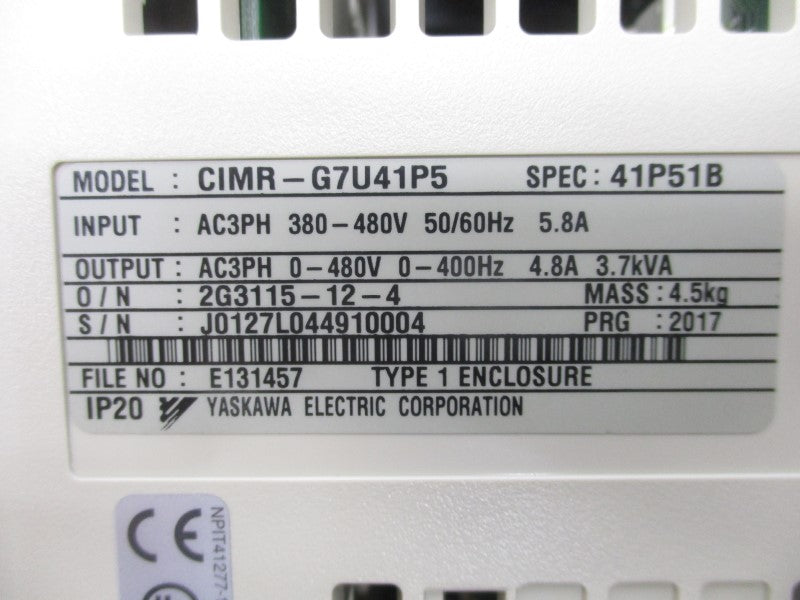 MODEL : CIMR-G7U41P5 SPEC: 41P51B
INPUT : AC3PH 380-480V 50/60Hz 5.8A
OUTPUT : AC3PH 0-480V 0-400Hz 4.8A 3.7kVA
O/N : 2G3115-12-4 MASS : 4.5kg
S/N : J0127L044910004 PRG : 2017
FILE NO : E131457 TYPE 1 ENCLOSURE
IP20 YASKAWA ELECTRIC CORPORATION
CE
NPIT41277-